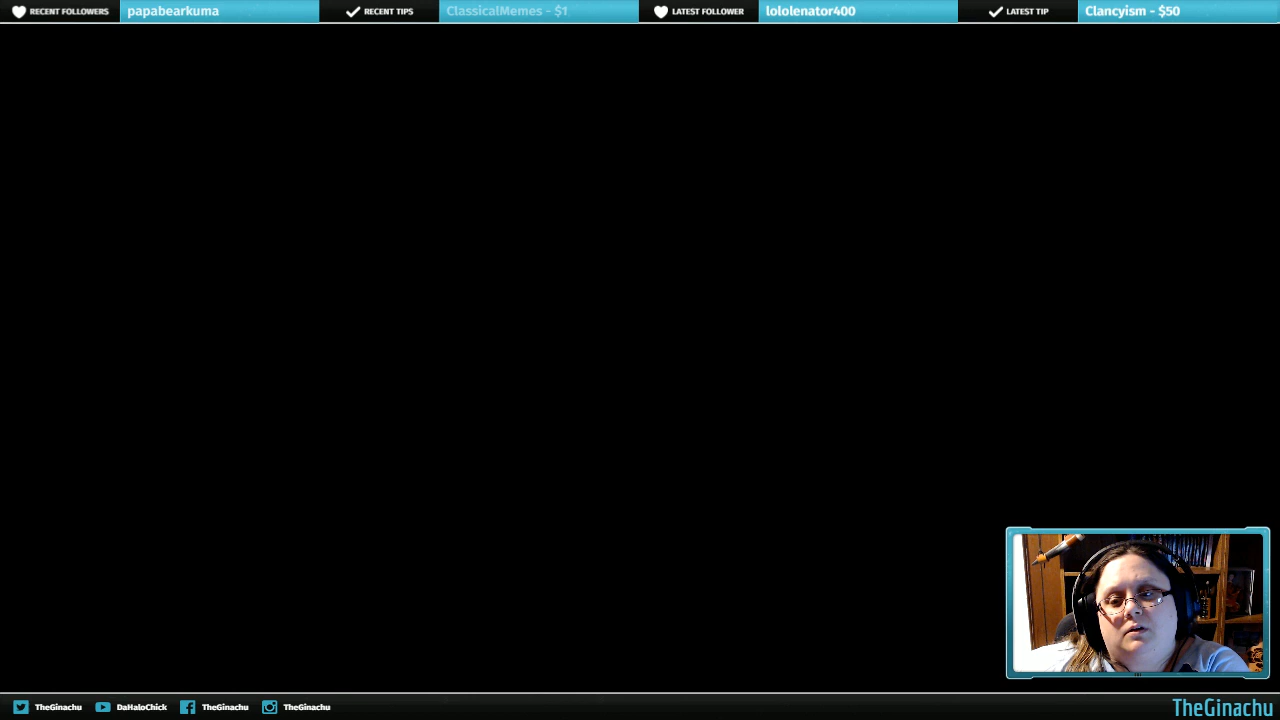 RECENT FOLLOWERS papabearkuma RECENT TIPS ClassicalMemes - $1 LATEST FOLLOWER lololenator400 LATEST TIP Clancyism - $50
TheGinachu DaHaloChick TheGinachu TheGinachu TheGinachu